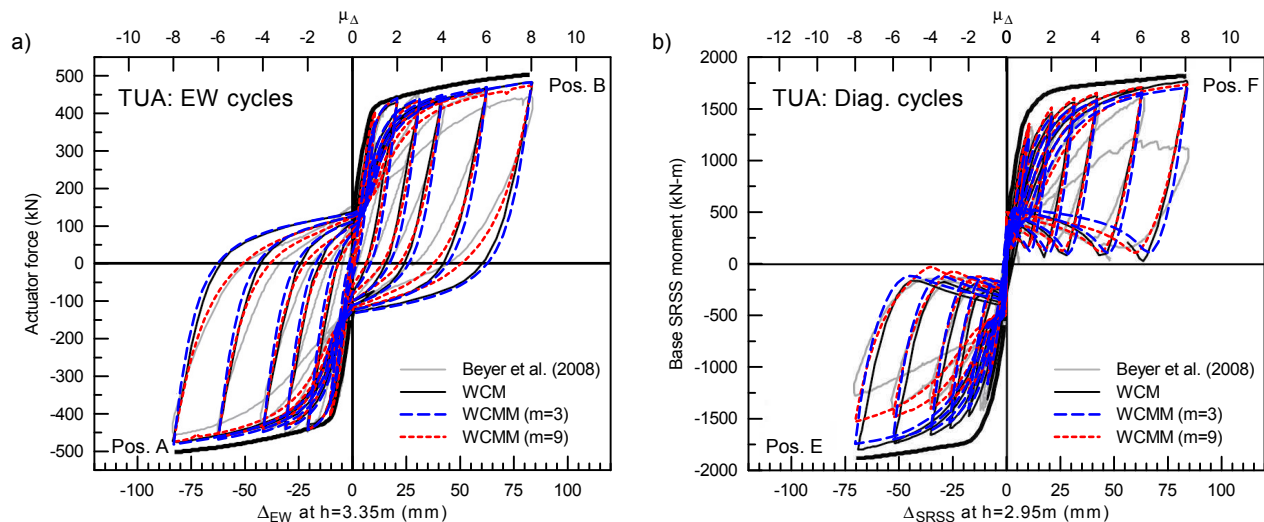 a)
μΔ
-10 -8 -6 -4 -2 0 2 4 6 8 10
TUA: EW cycles
Pos. B
Actuator force (kN)
500
400
300
200
100
0
-100
-200
-300
-400
-500
Beyer et al. (2008)
WCM
WCMM (m=3)
WCMM (m=9)
Pos. A
-100 -75 -50 -25 0 25 50 75 100
ΔEW at h=3.35m (mm)
b)
μΔ
-12 -10 -8 -6 -4 -2 0 2 4 6 8 10
TUA: Diag. cycles
Pos. F
Base SRSS moment (kN-m)
2000
1500
1000
500
0
-500
-1000
-1500
-2000
Beyer et al. (2008)
WCM
WCMM (m=3)
WCMM (m=9)
Pos. E
-100 -75 -50 -25 0 25 50 75 100
ΔSRSS at h=2.95m (mm)